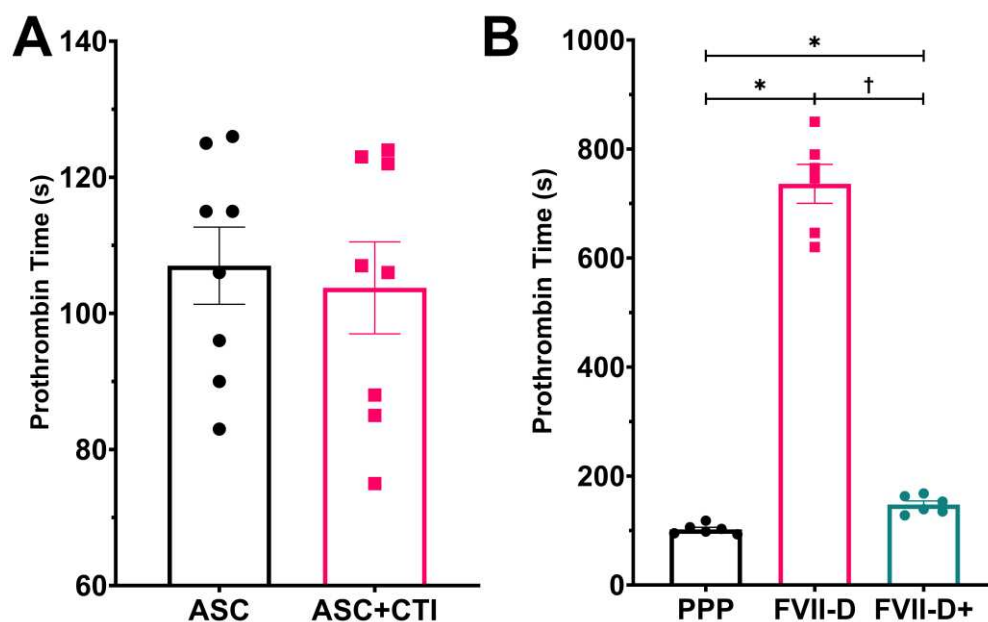 A
Prothrombin Time (s)
140
120
100
80
60
ASC
ASC+CTI
B
Prothrombin Time (s)
1000
800
600
400
200
0
*
*
†
PPP
FVII-D
FVII-D+